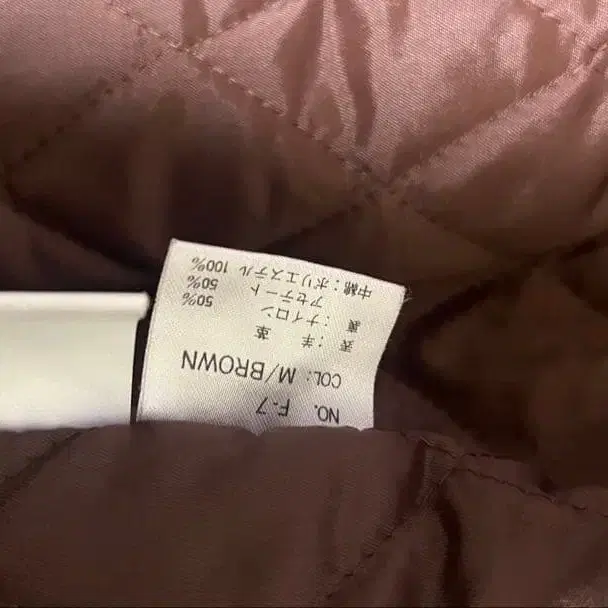 NO. F-7
COL: M/BROWN
表：羊 革
裏：ナイロン 50%
アセテート 50%
中綿：ポリエステル 100%